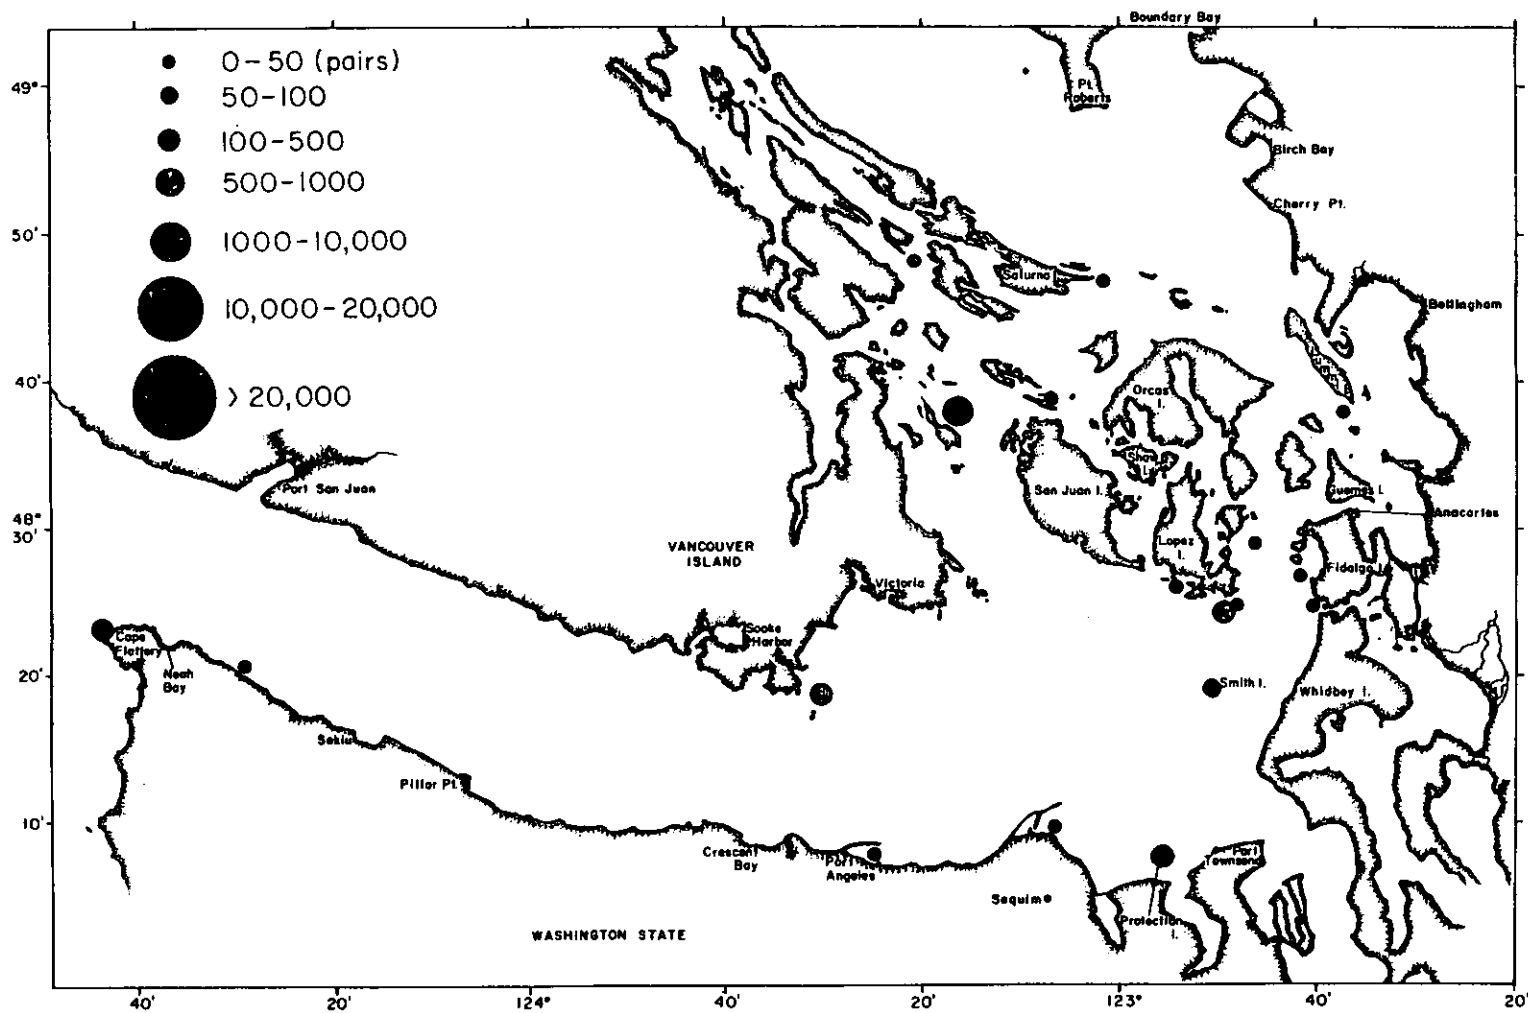 Boundary Bay
0-50 (pairs)
50-100
100-500
500-1000
1000-10,000
10,000-20,000
> 20,000
49°
50'
40'
48°
30'
20'
10'
Pt.
Roberts
Birch Bay
Cherry Pt.
Saturna I.
Bellingham
Orcas
I.
Shaw
I.
San Juan I.
Guemes I.
Anacortes
Lopez
I.
Fidalgo I.
Port San Juan
VANCOUVER
ISLAND
Victoria
Sooke
Harbor
Cape
Flattery
Neah
Bay
Smith I.
Whidbey I.
Sekiu
Pillar Pt.
Crescent
Bay
Port
Angeles
Port
Townsend
Sequim
Protection
I.
WASHINGTON STATE
40'
20'
124°
40'
20'
123°
40'
20'